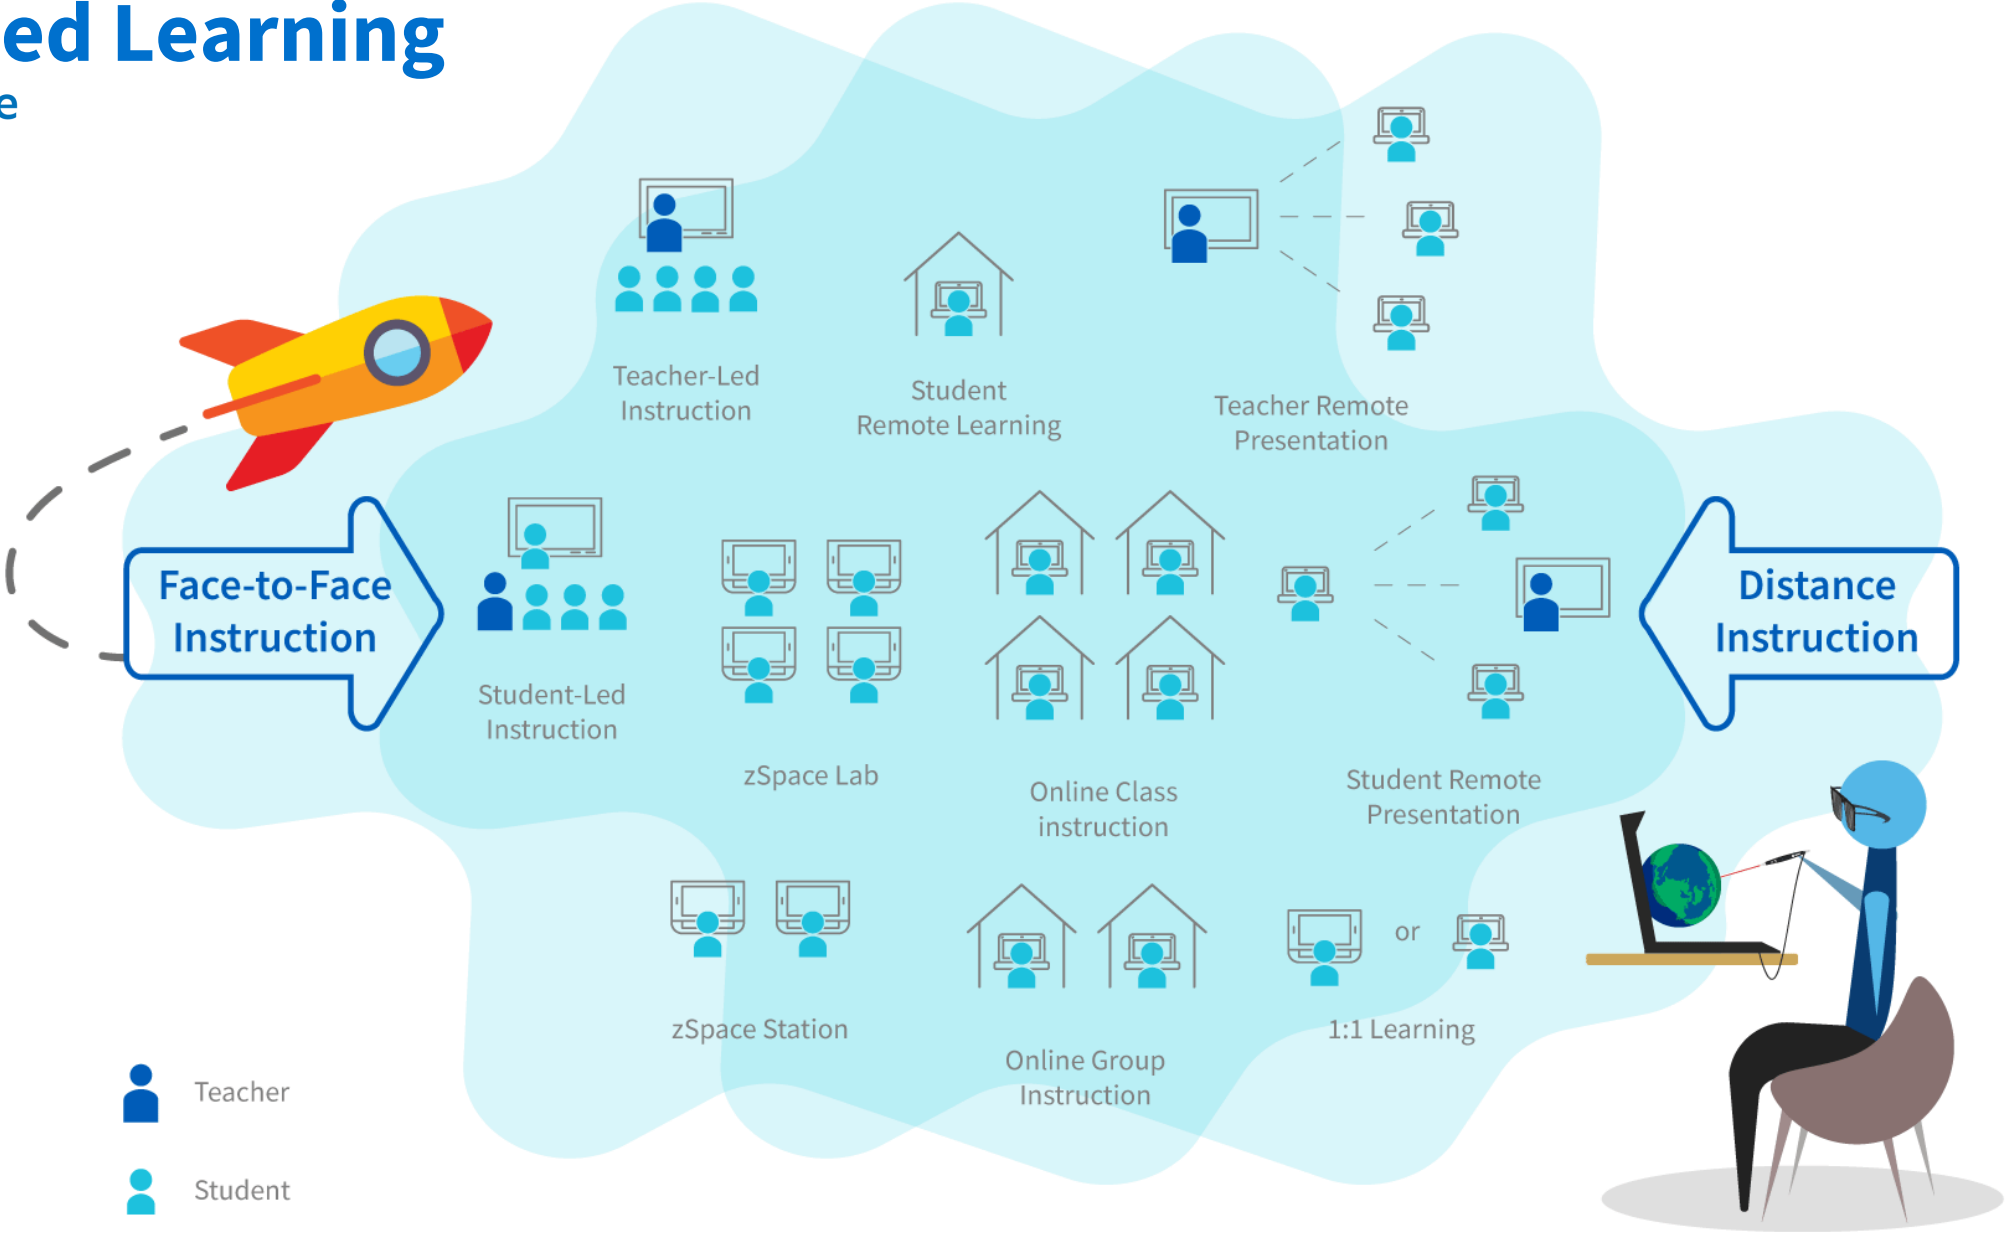 ed Learning
e
Teacher-Led
Instruction
Student
Remote Learning
Teacher Remote
Presentation
Face-to-Face
Instruction
Distance
Instruction
Student-Led
Instruction
zSpace Lab
Online Class
instruction
Student Remote
Presentation
or
zSpace Station
1:1 Learning
Online Group
Instruction
Teacher
Student